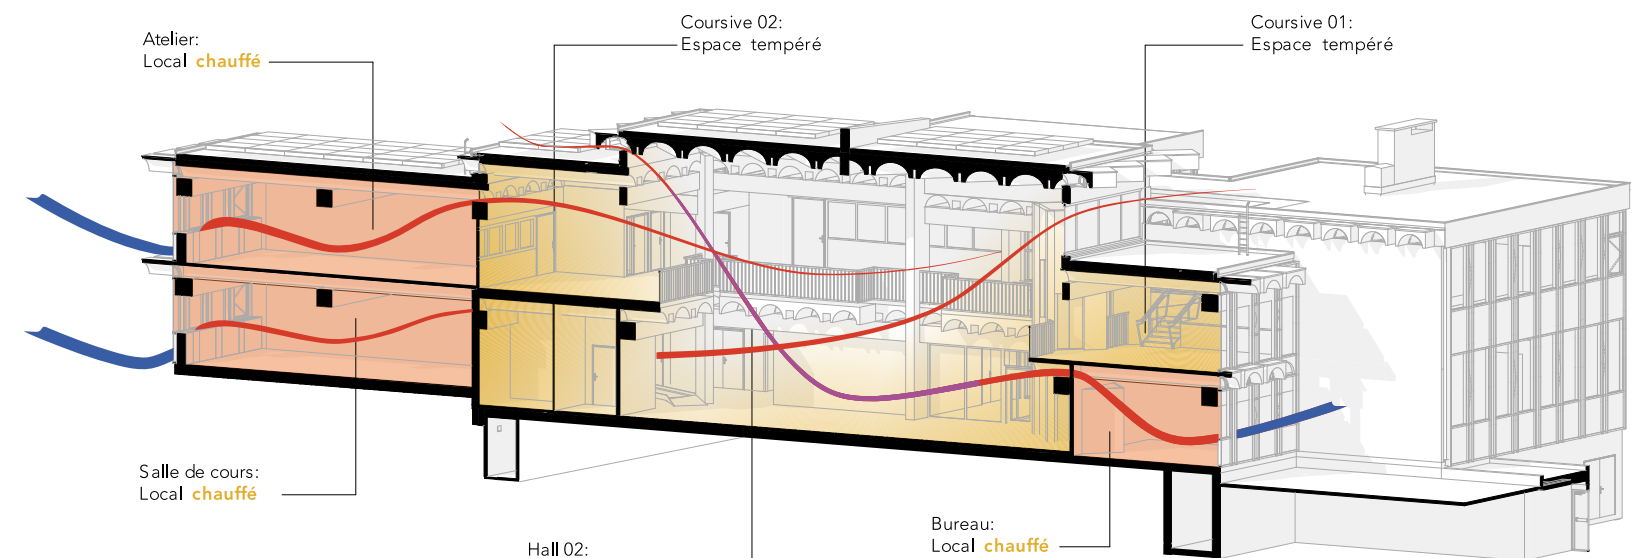 Coursive 02:
Espace tempéré
Coursive 01:
Espace tempéré
Atelier:
Local chauffé
Salle de cours:
Local chauffé
Bureau:
Local chauffé
Hall 02: